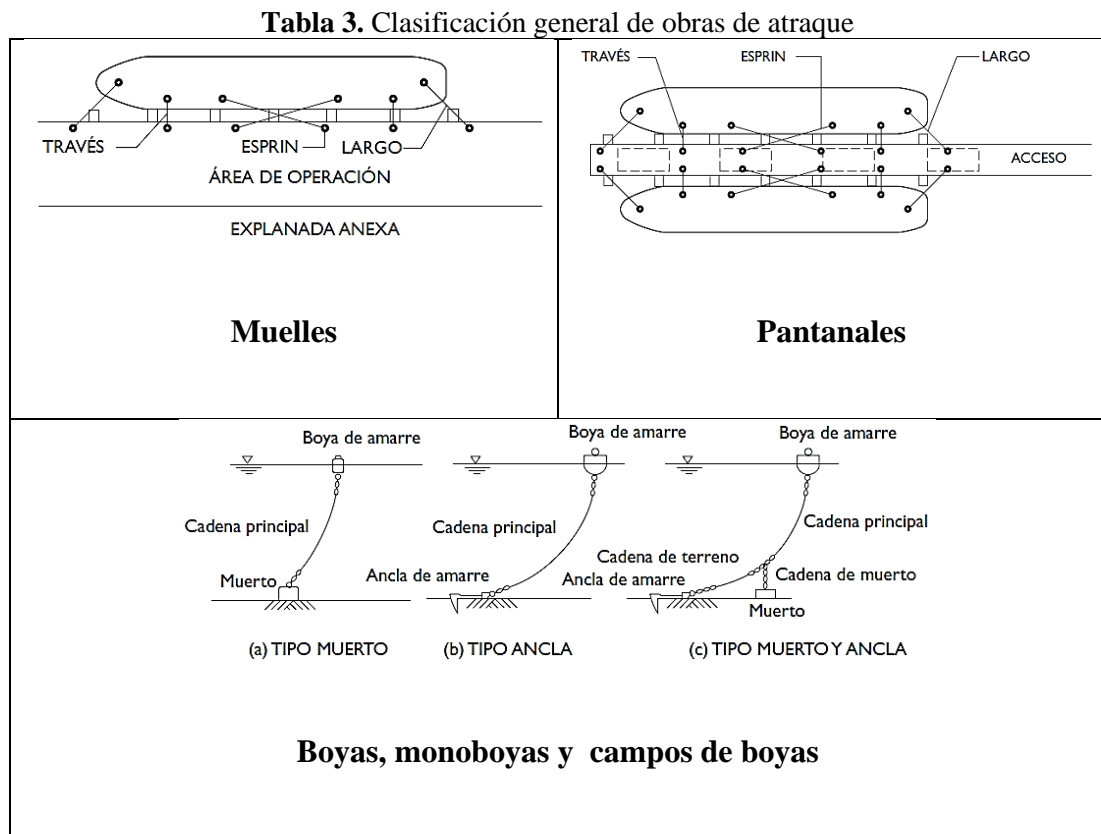 Tabla 3. Clasificación general de obras de atraque
TRAVÉS ESPRIN LARGO
ÁREA DE OPERACIÓN
EXPLANADA ANEXA
Muelles
TRAVÉS ESPRIN LARGO
ACCESO
Pantanales
Boya de amarre
Cadena principal
Muerto
(a) TIPO MUERTO
Boya de amarre
Cadena principal
Ancla de amarre
(b) TIPO ANCLA
Boya de amarre
Cadena principal
Cadena de terreno
Ancla de amarre
Cadena de muerto
Muerto
(c) TIPO MUERTO Y ANCLA
Boyas, monoboyas y campos de boyas